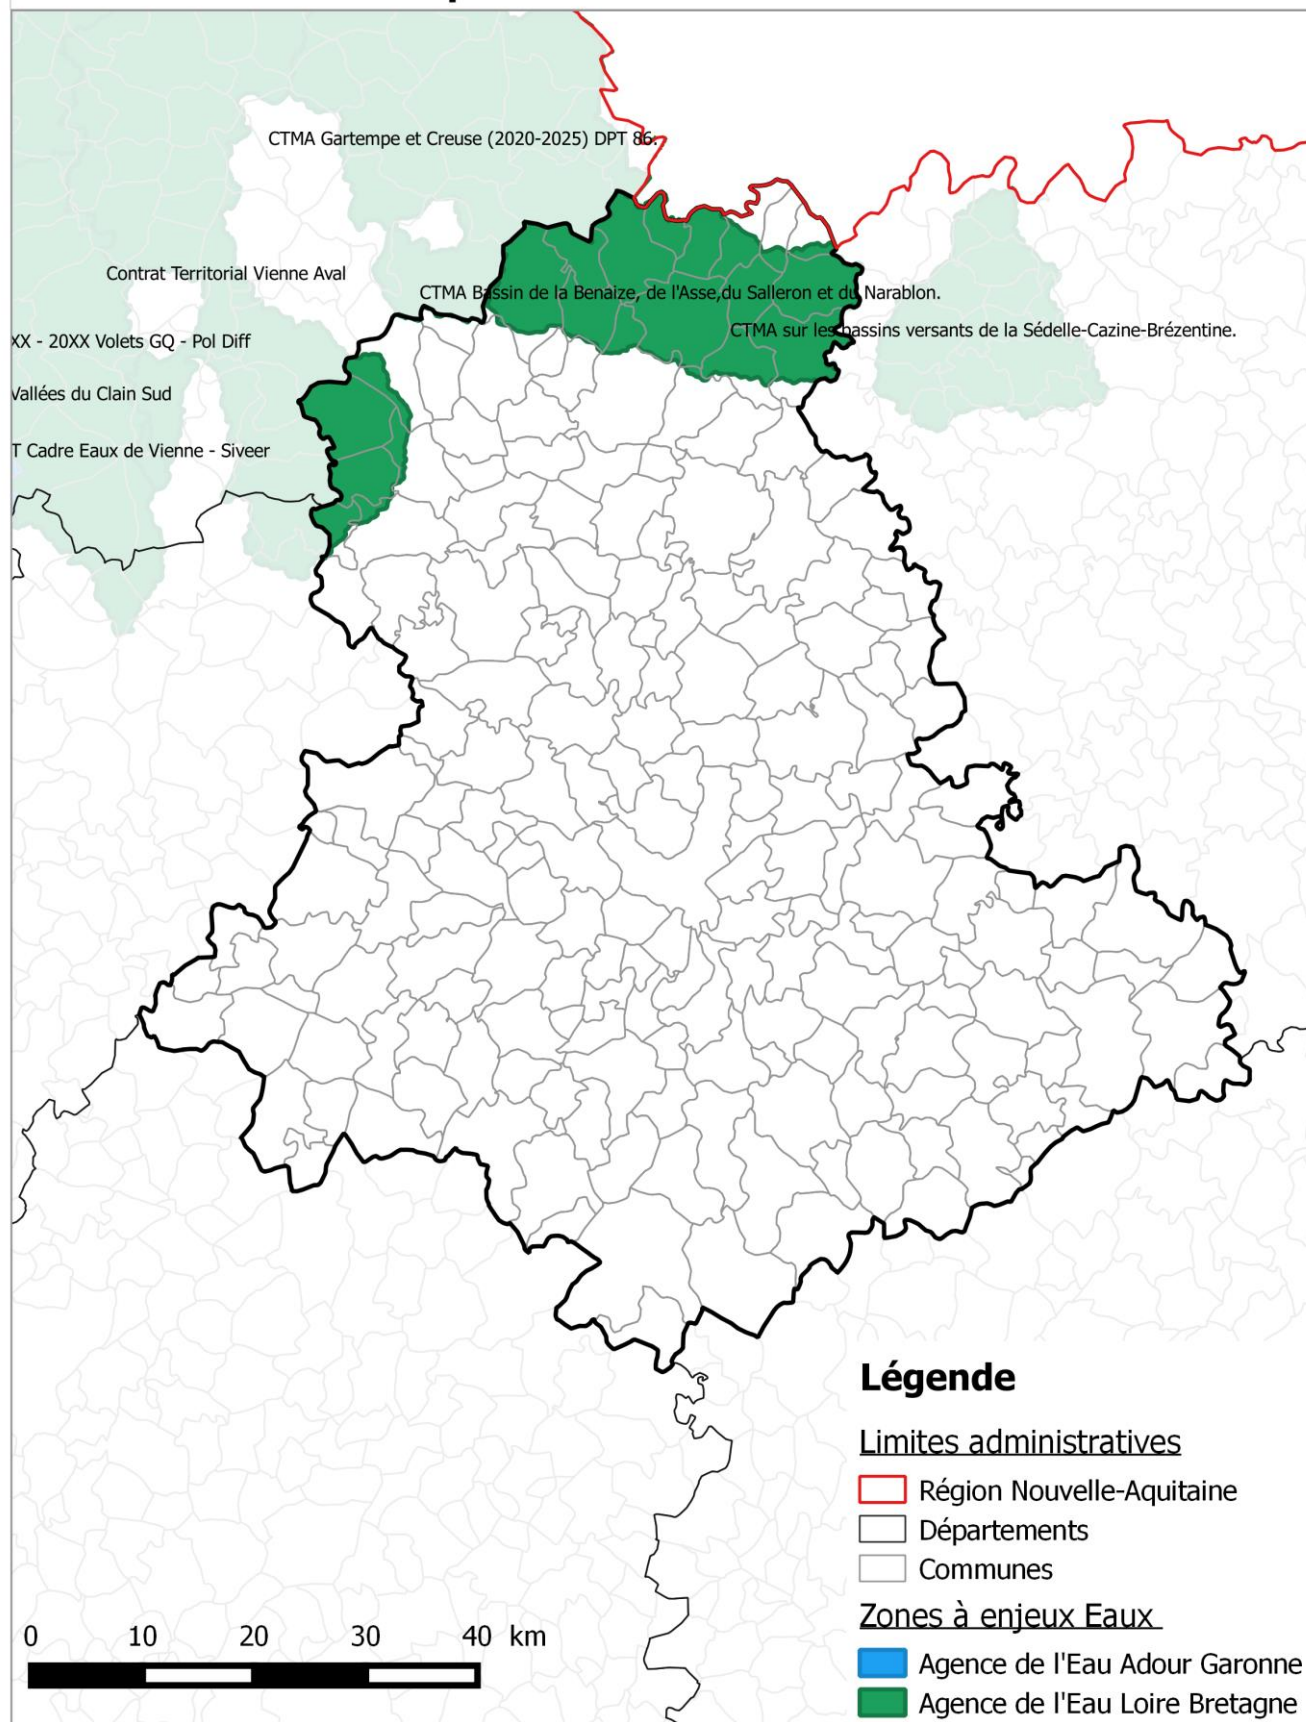 CTMA Gartempe et Creuse (2020-2025) DPT 86.
Contrat Territorial Vienne Aval
CTMA Bassin de la Benaize, de l'Asse,du Salleron et du Narablon.
CTMA sur les bassins versants de la Sédelle-Cazine-Brézentine.
XX - 20XX Volets GQ - Pol Diff
Vallées du Clain Sud
T Cadre Eaux de Vienne - Siveer
Légende
Limites administratives
Région Nouvelle-Aquitaine
Départements
Communes
Zones à enjeux Eaux
Agence de l'Eau Adour Garonne
Agence de l'Eau Loire Bretagne
0 10 20 30 40 km